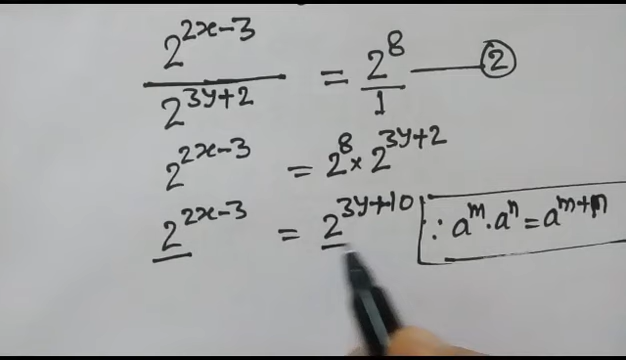 2^{2x-3} / 2^{3y+2} = 2^8 / 1 —— ②
2^{2x-3} = 2^8 × 2^{3y+2}
2^{2x-3} = 2^{3y+10} ∵ a^m · a^n = a^{m+n}